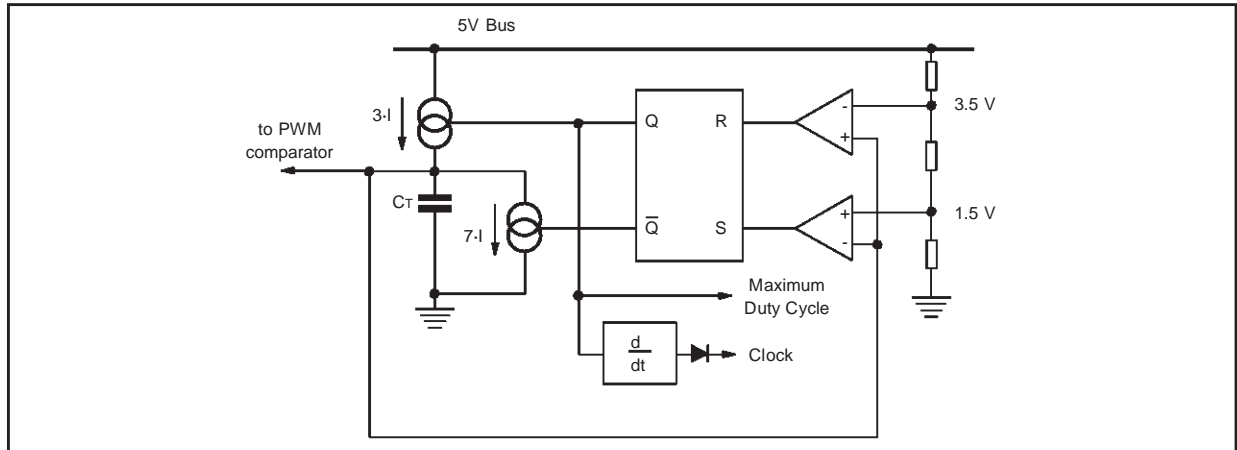 5V Bus
3·I
to PWM
comparator
CT
7·I
Q
R
Q̅
S
-
+
+
-
3.5 V
1.5 V
Maximum
Duty Cycle
d
dt
Clock